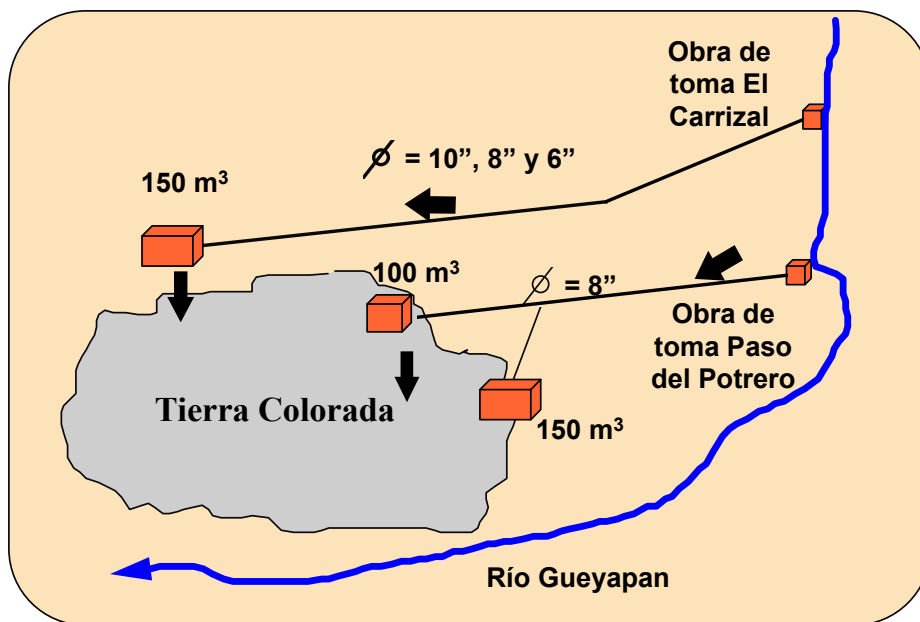 Obra de
toma El
Carrizal
ø = 10”, 8” y 6”
150 m³
100 m³
ø = 8”
Obra de
toma Paso
del Potrero
Tierra Colorada
150 m³
Río Gueyapan